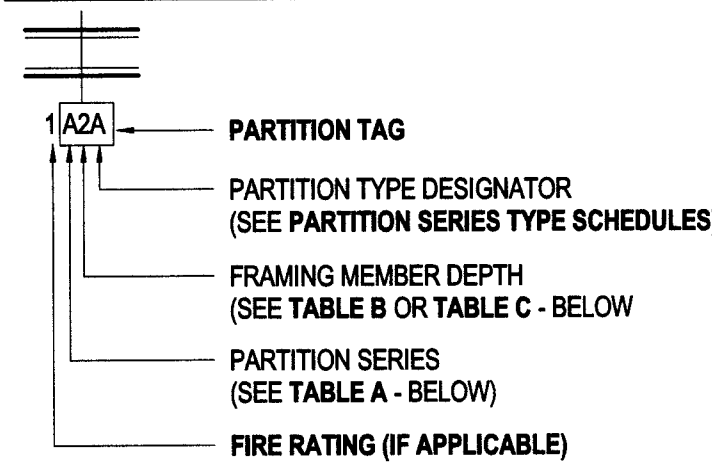 1 A2A PARTITION TAG
PARTITION TYPE DESIGNATOR
(SEE PARTITION SERIES TYPE SCHEDULES)
FRAMING MEMBER DEPTH
(SEE TABLE B OR TABLE C - BELOW
PARTITION SERIES
(SEE TABLE A - BELOW)
FIRE RATING (IF APPLICABLE)